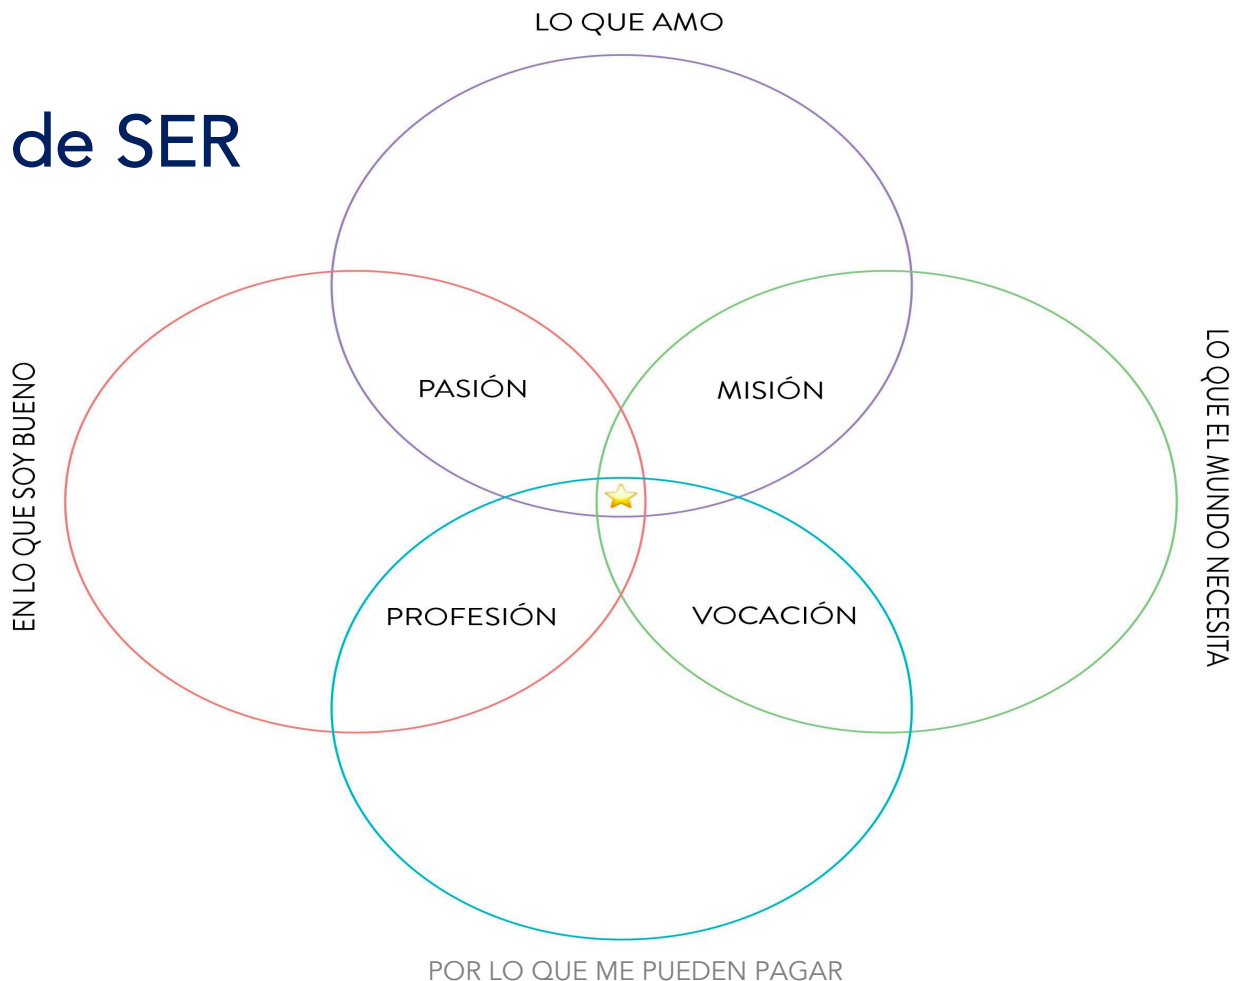 LO QUE AMO
de SER
EN LO QUE SOY BUENO
LO QUE EL MUNDO NECESITA
PASIÓN
MISIÓN
PROFESIÓN
VOCACIÓN
POR LO QUE ME PUEDEN PAGAR